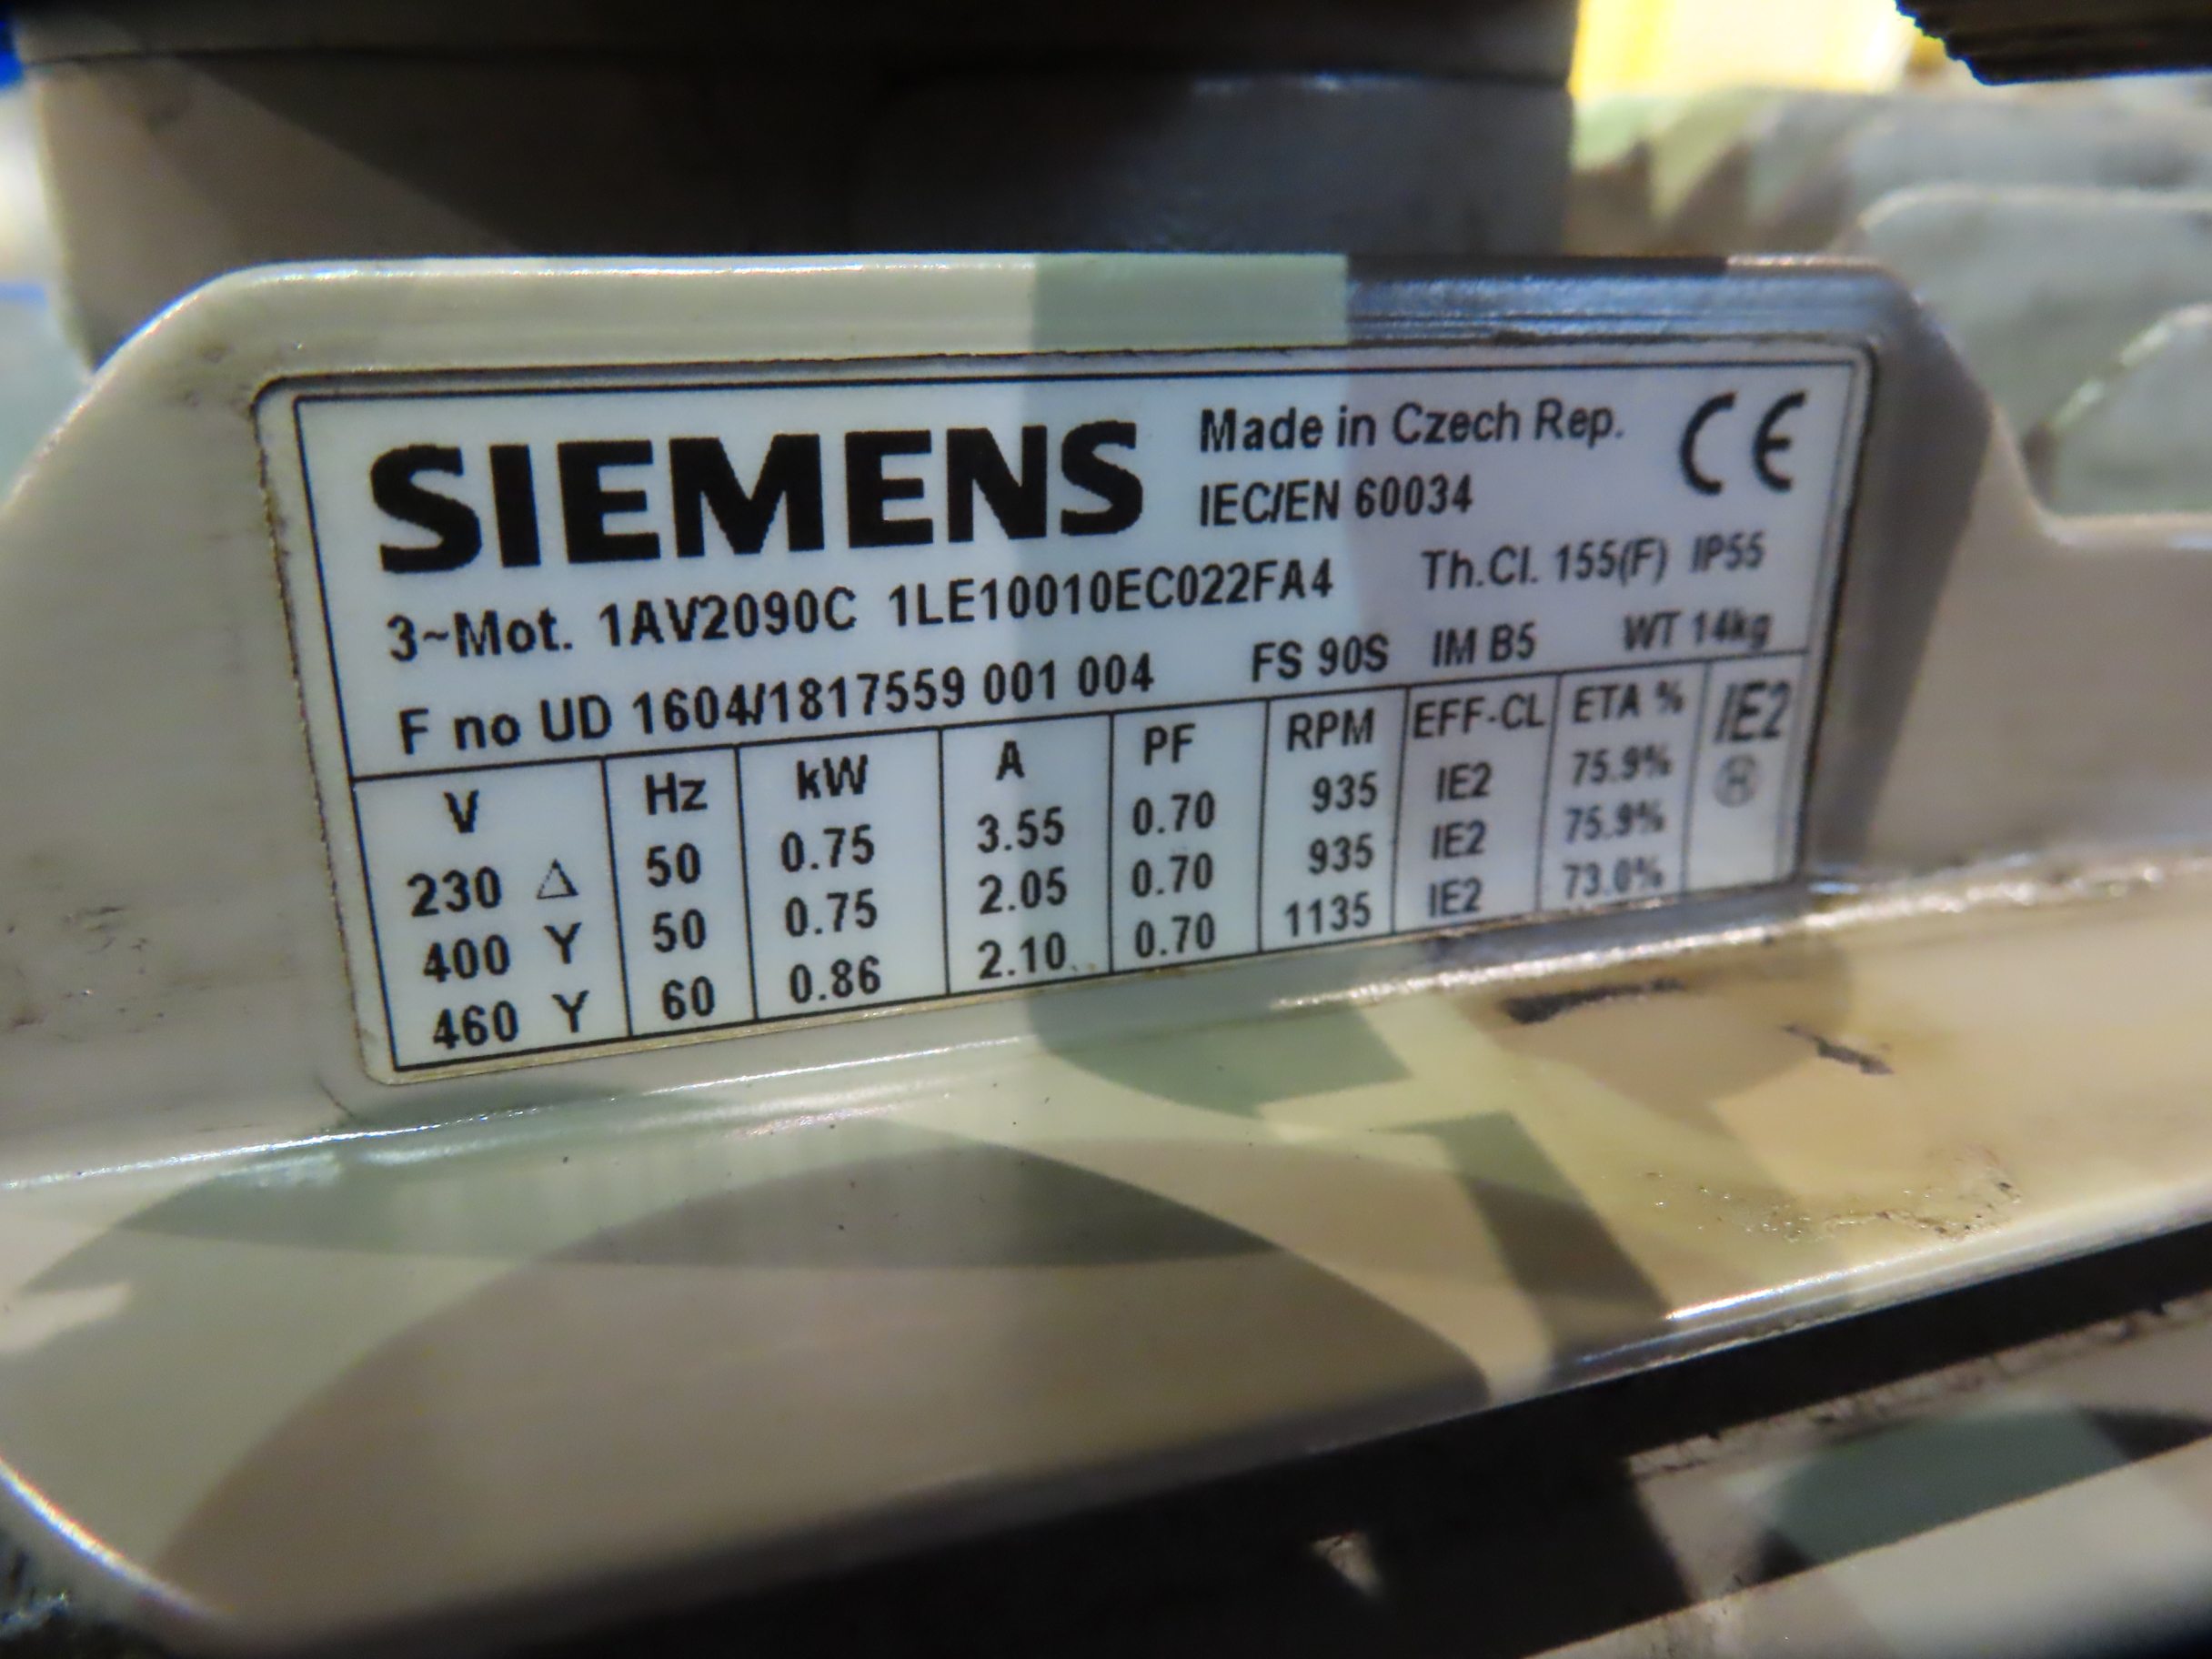 SIEMENS
Made in Czech Rep.
CE
IEC/EN 60034
3~Mot. 1AV2090C 1LE10010EC022FA4 Th.Cl. 155(F) IP55
F no UD 1604/1817559 001 004 FS 90S IM B5 WT 14kg
V Hz kW A PF RPM EFF-CL ETA % IE2
230 △ 50 0.75 3.55 0.70 935 IE2 75.9%
400 Y 50 0.75 2.05 0.70 935 IE2 75.9%
460 Y 60 0.86 2.10 0.70 1135 IE2 73.0%